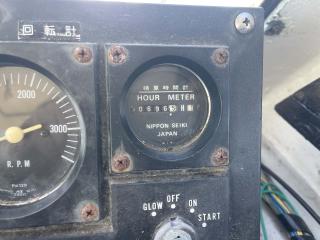 回転計
2000
3000
R.P.M
積算時間計
HOUR METER
NIPPON SEIKI
JAPAN
GLOW
OFF
ON
START